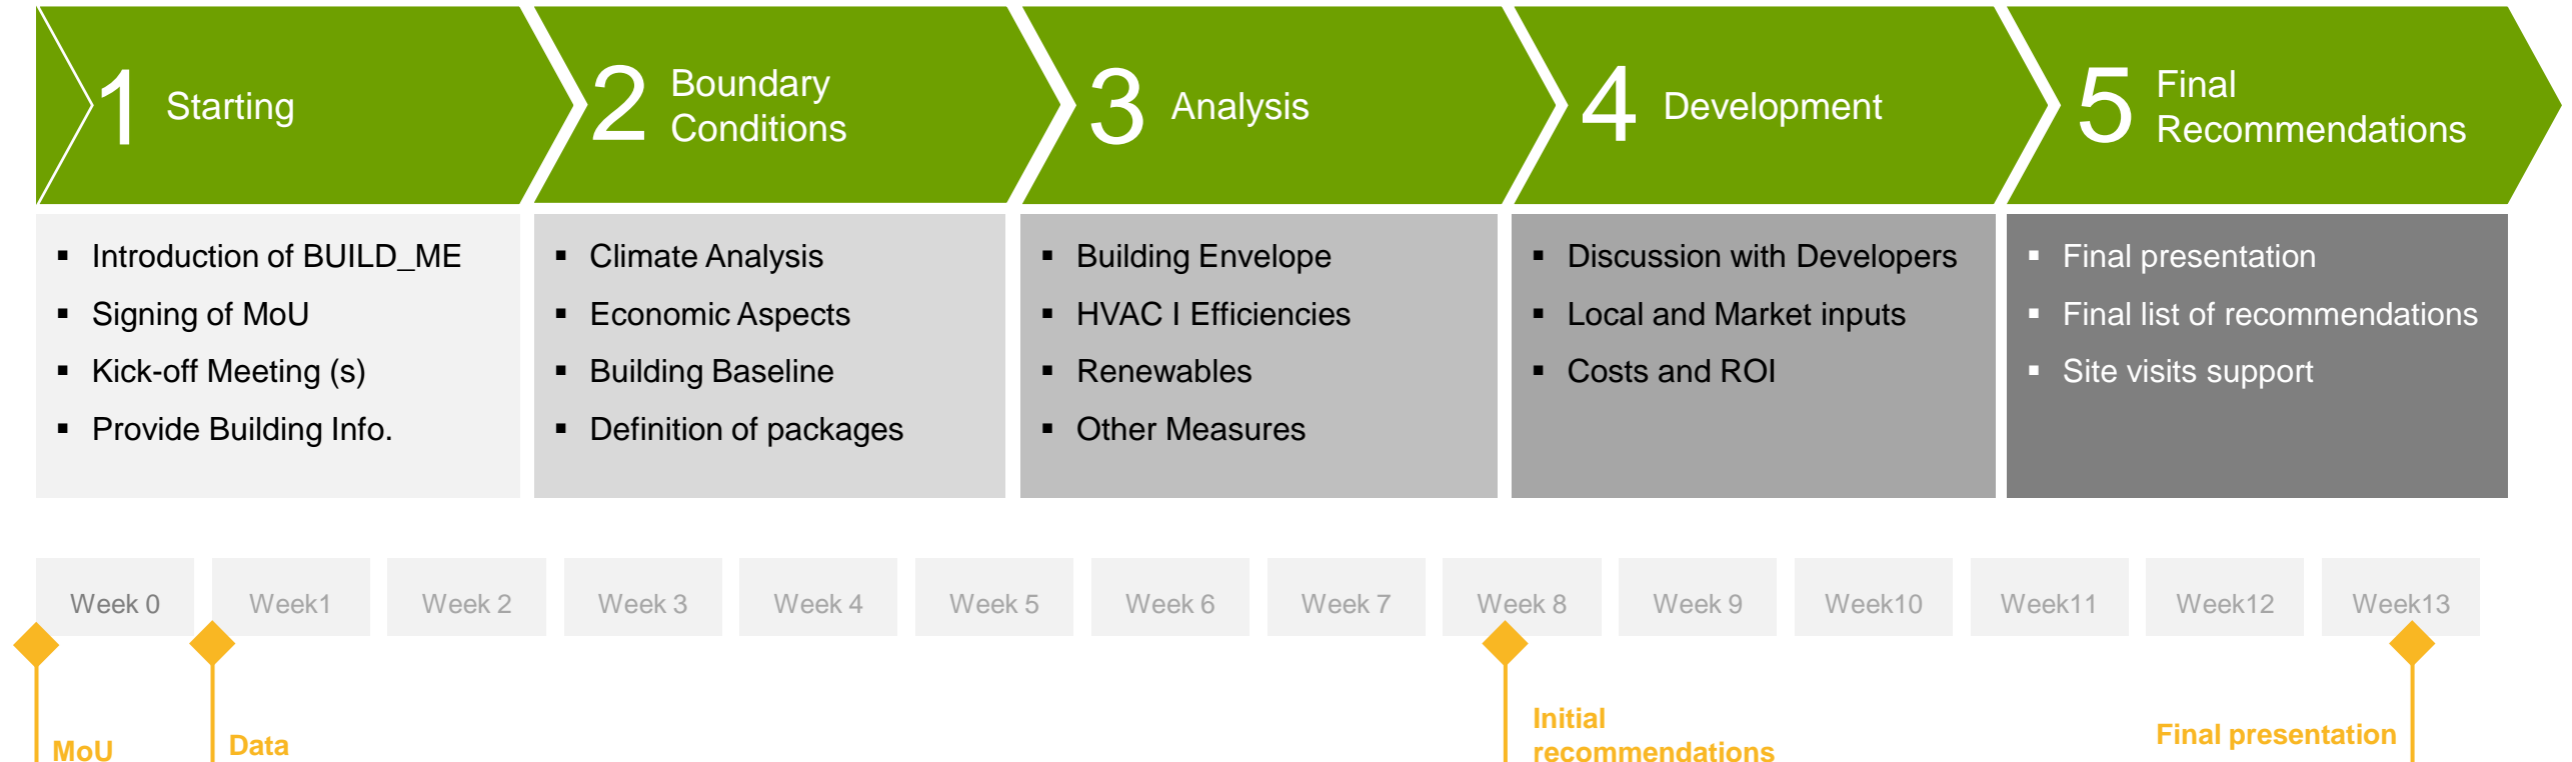 1 Starting
2 Boundary
Conditions
3 Analysis
4 Development
5 Final
Recommendations
▪ Introduction of BUILD_ME
▪ Signing of MoU
▪ Kick-off Meeting (s)
▪ Provide Building Info.
▪ Climate Analysis
▪ Economic Aspects
▪ Building Baseline
▪ Definition of packages
▪ Building Envelope
▪ HVAC I Efficiencies
▪ Renewables
▪ Other Measures
▪ Discussion with Developers
▪ Local and Market inputs
▪ Costs and ROI
▪ Final presentation
▪ Final list of recommendations
▪ Site visits support
Week 0
Week1
Week 2
Week 3
Week 4
Week 5
Week 6
Week 7
Week 8
Week 9
Week10
Week11
Week12
Week13
MoU
Data
Initial
recommendations
Final presentation